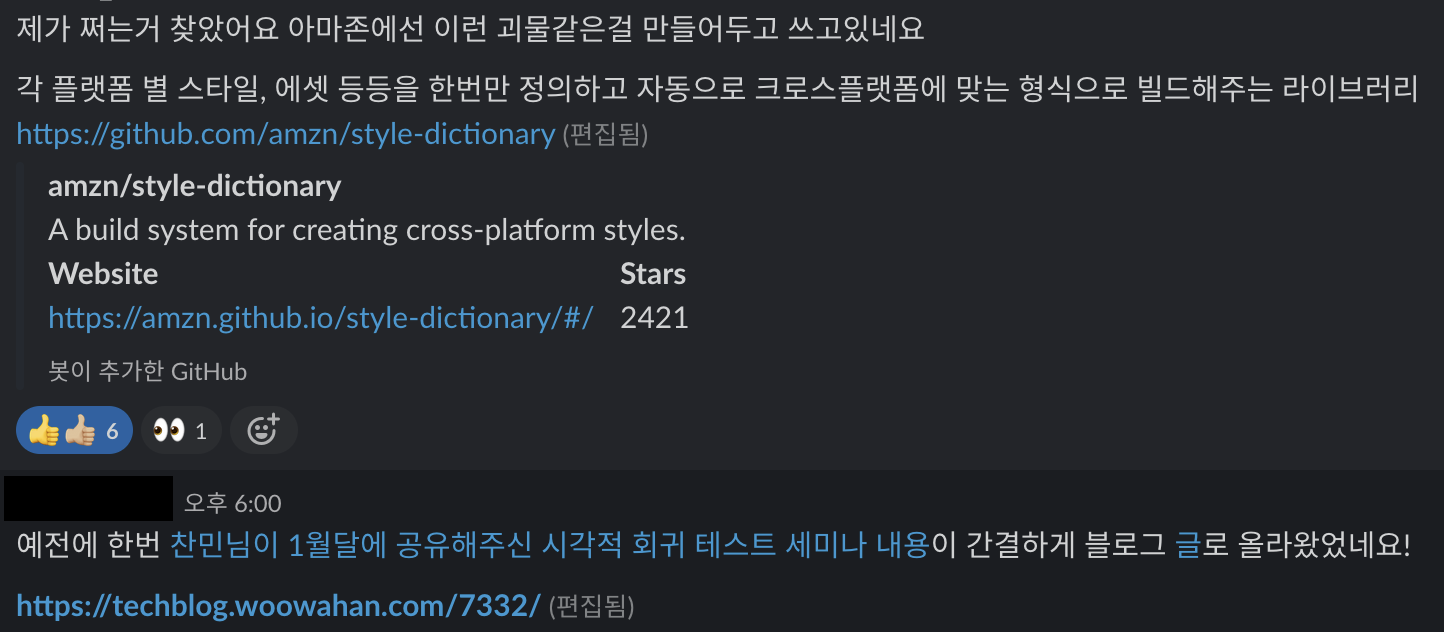 제가 쩌는거 찾았어요 아마존에선 이런 괴물같은걸 만들어두고 쓰고있네요
각 플랫폼 별 스타일, 에셋 등등을 한번만 정의하고 자동으로 크로스플랫폼에 맞는 형식으로 빌드해주는 라이브러리
https://github.com/amzn/style-dictionary (편집됨)
amzn/style-dictionary
A build system for creating cross-platform styles.
Website Stars
https://amzn.github.io/style-dictionary/#/ 2421
봇이 추가한 GitHub
6 1
오후 6:00
예전에 한번 찬민님이 1월달에 공유해주신 시각적 회귀 테스트 세미나 내용이 간결하게 블로그 글로 올라왔었네요!
https://techblog.woowahan.com/7332/ (편집됨)